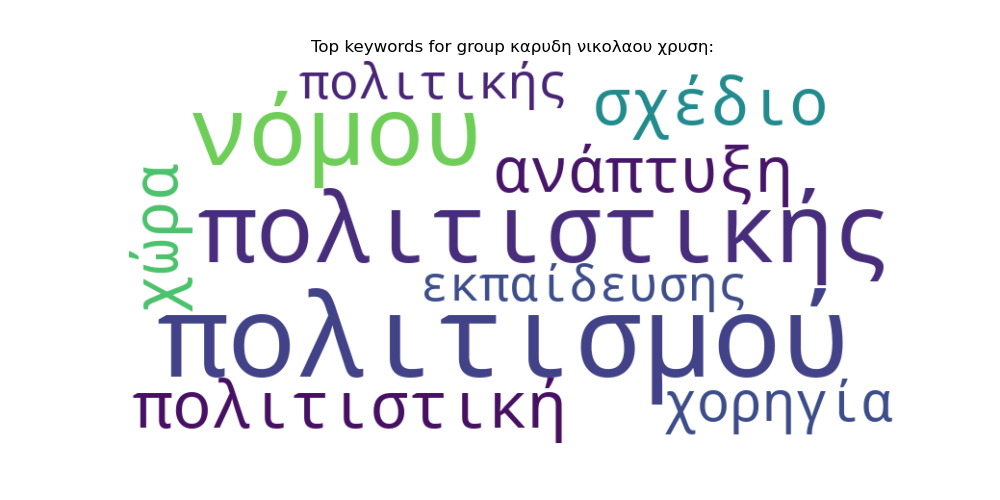 Top keywords for group καρυδη νικολαου χρυση:
πολιτικής
σχέδιο
νόμου
ανάπτυξη
χώρα
πολιτιστικής
εκπαίδευσης
πολιτισμού
πολιτιστική
χορηγία